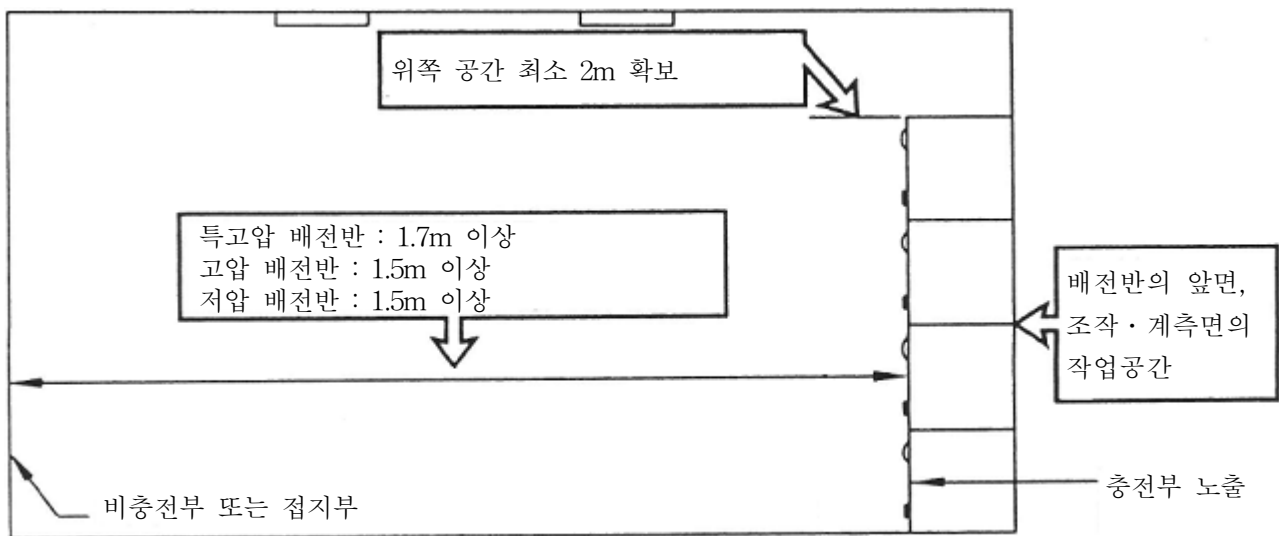 위쪽 공간 최소 2m 확보
특고압 배전반 : 1.7m 이상
고압 배전반 : 1.5m 이상
저압 배전반 : 1.5m 이상
배전반의 앞면,
조작·계측면의
작업공간
비충전부 또는 접지부
충전부 노출